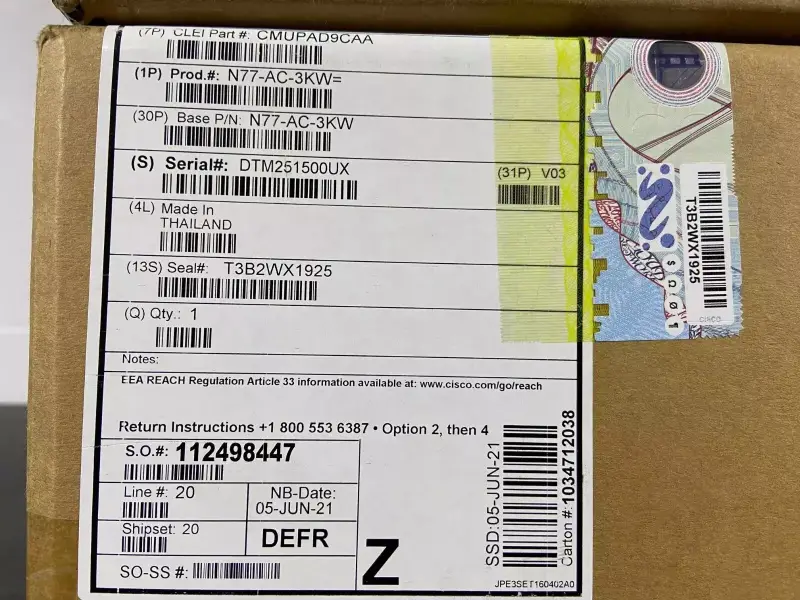 (7P) CLEI Part #: CMUPAD9CAA
(1P) Prod.#: N77-AC-3KW=
(30P) Base P/N: N77-AC-3KW
(S) Serial#: DTM251500UX
(31P) V03
(4L) Made In
THAILAND
(13S) Seal#: T3B2WX1925
(Q) Qty.: 1
Notes:
EEA REACH Regulation Article 33 information available at: www.cisco.com/go/reach
Return Instructions +1 800 553 6387 • Option 2, then 4
S.O.#: 112498447
Line #: 20
NB-Date:
05-JUN-21
Shipset: 20
DEFR
SO-SS #:
Z
SSD:05-JUN-21
Carton #:1034712038
JPE3SET160402A0
T3B2WX1925
CISCO